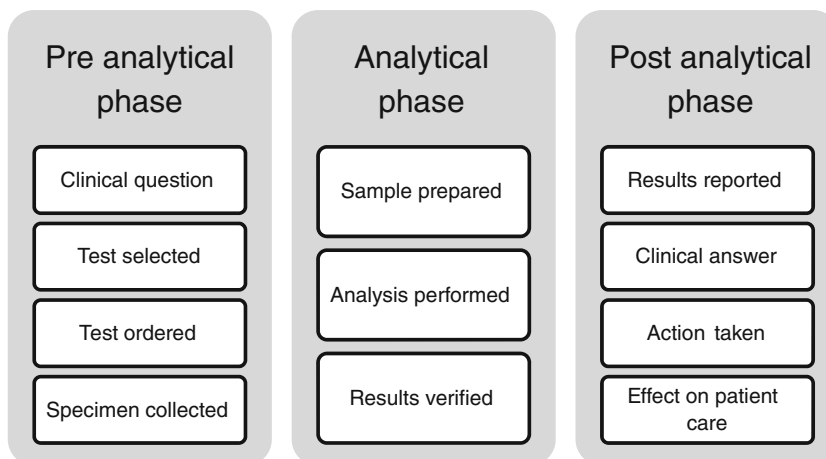 Pre analytical
phase
Clinical question
Test selected
Test ordered
Specimen collected
Analytical
phase
Sample prepared
Analysis performed
Results verified
Post analytical
phase
Results reported
Clinical answer
Action taken
Effect on patient
care